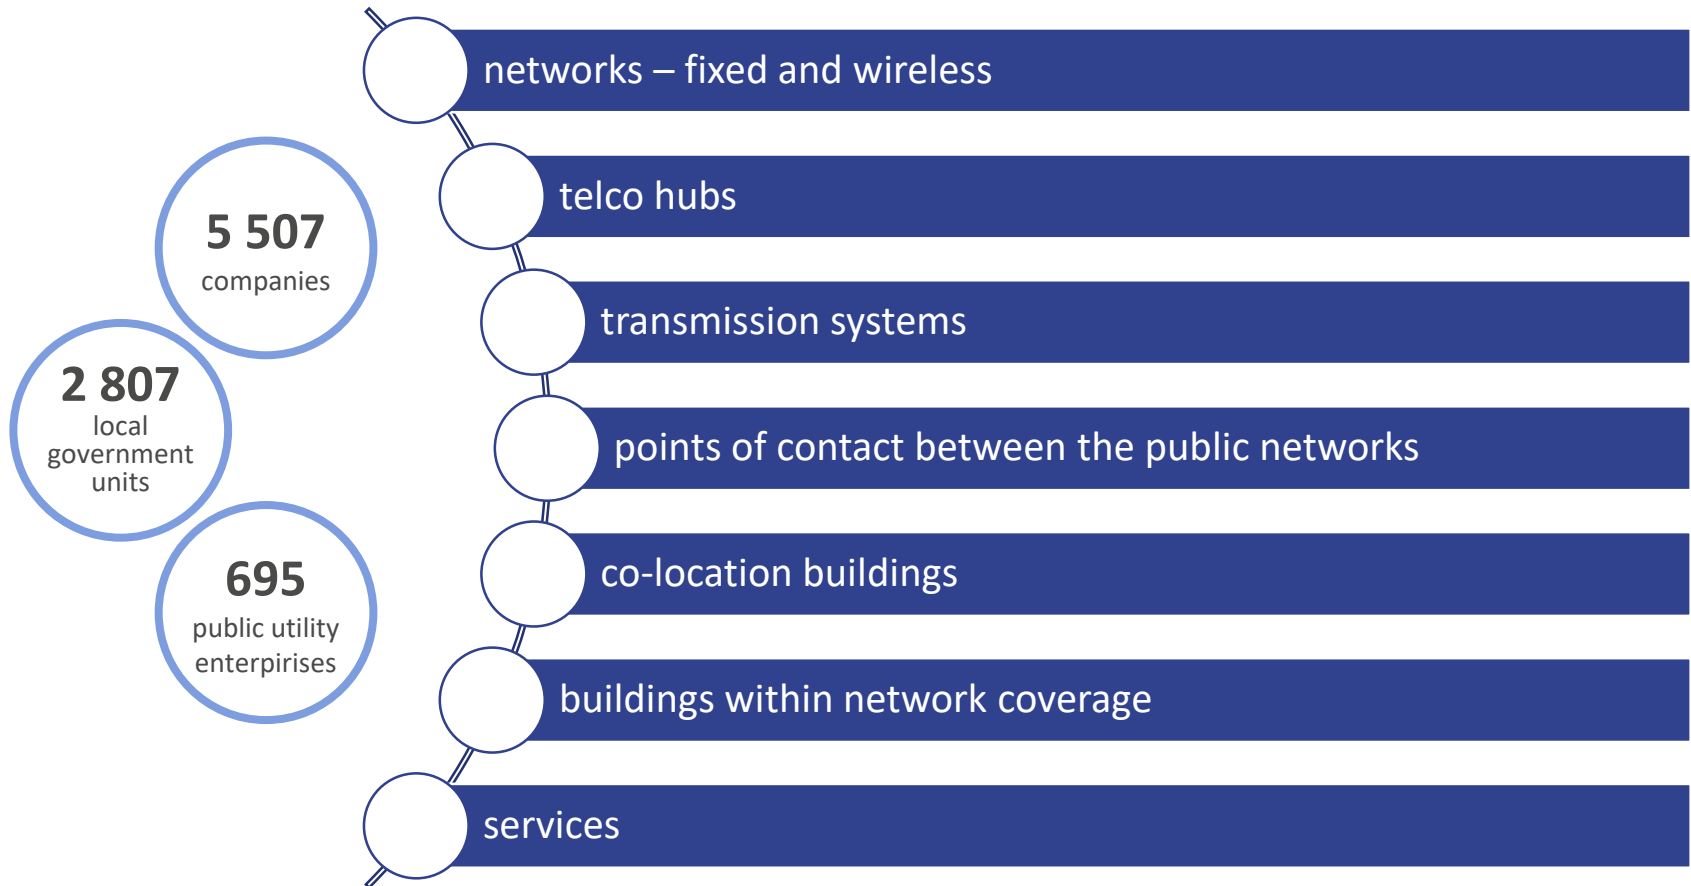 5 507
companies
2 807
local
government
units
695
public utility
enterpirises
networks – fixed and wireless
telco hubs
transmission systems
points of contact between the public networks
co-location buildings
buildings within network coverage
services